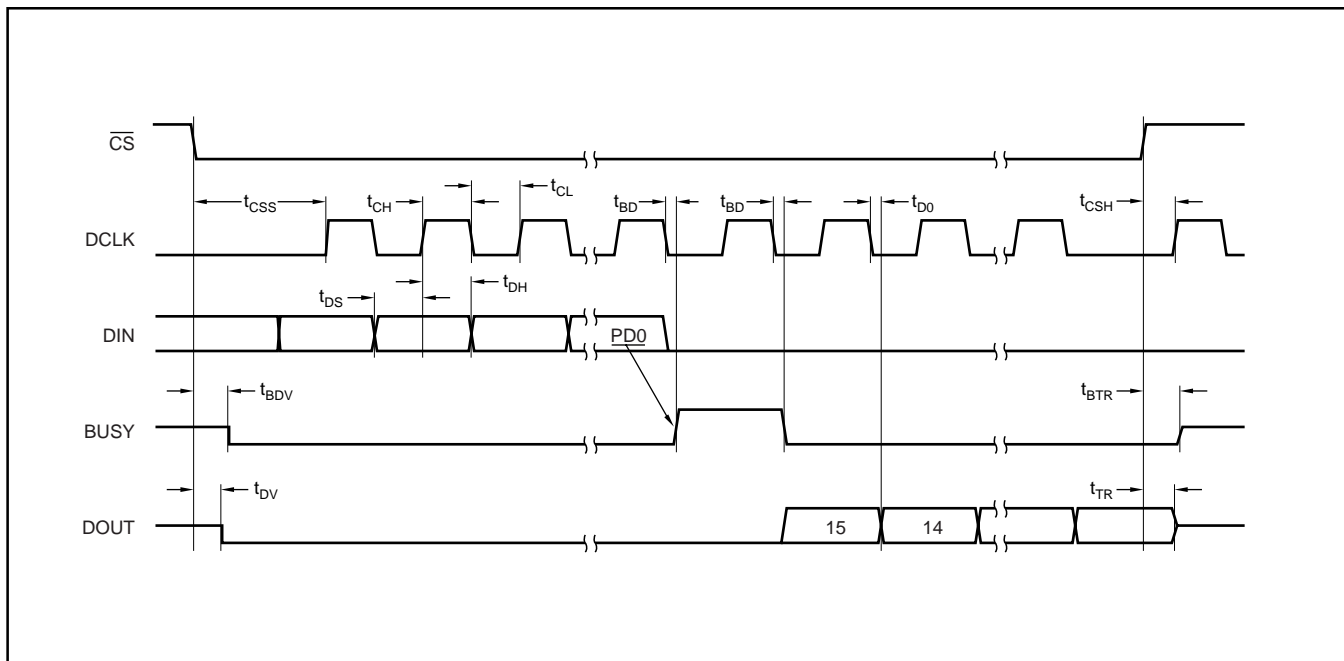 CS
tCL
tCSS
tCH
tBD
tBD
tD0
tCSH
DCLK
tDH
tDS
DIN
PD0
tBDV
tBTR
BUSY
tDV
tTR
DOUT
15
14